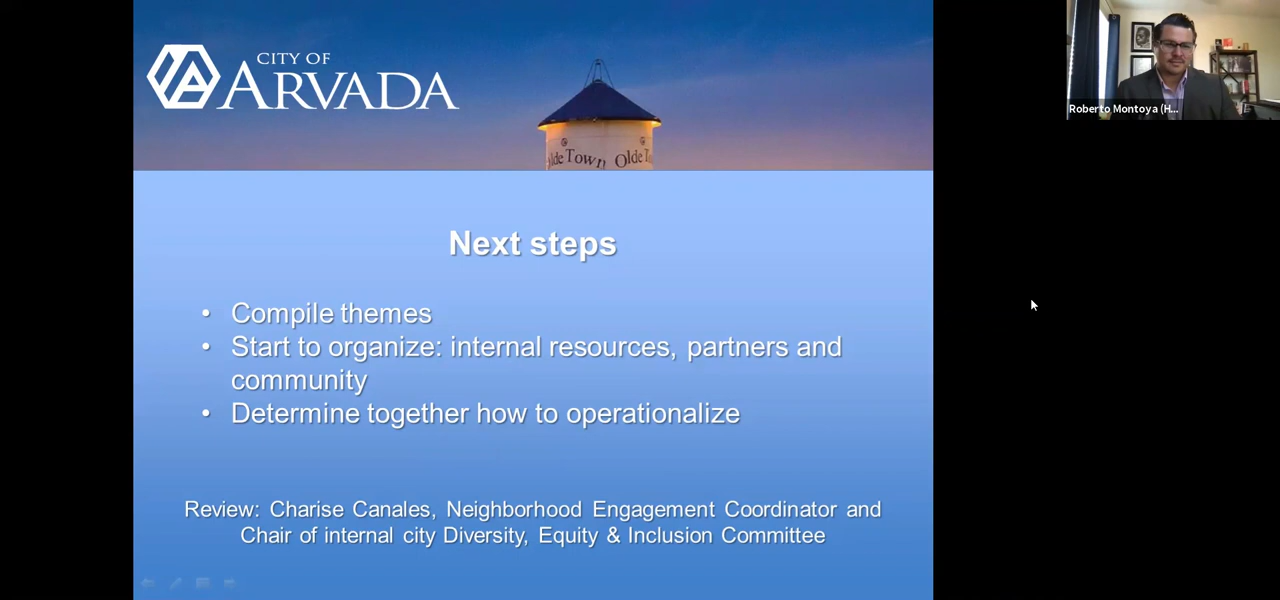 CITY OF
ARVADA
Olde Town Olde
Roberto Montoya (H...
Next steps
• Compile themes
• Start to organize: internal resources, partners and
community
• Determine together how to operationalize
Review: Charise Canales, Neighborhood Engagement Coordinator and
Chair of internal city Diversity, Equity & Inclusion Committee